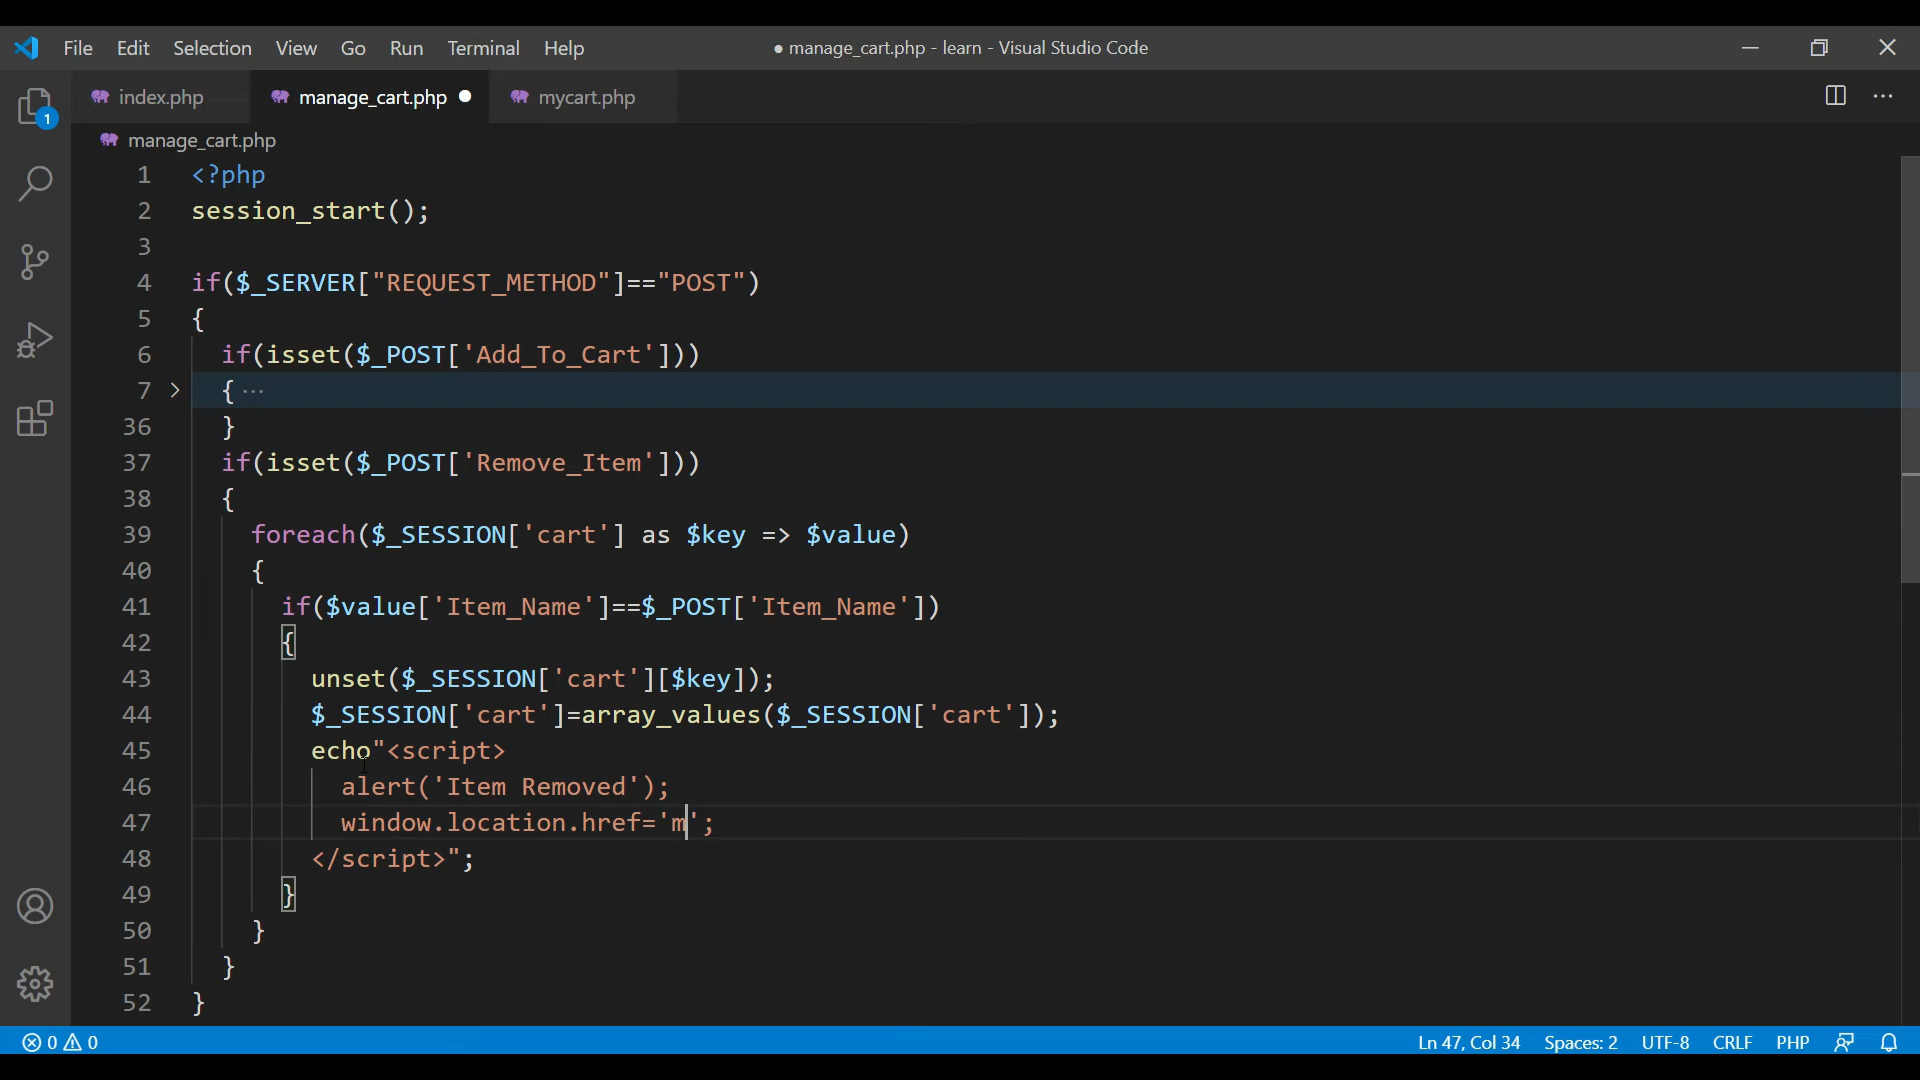 File Edit Selection View Go Run Terminal Help ● manage_cart.php - learn - Visual Studio Code
index.php manage_cart.php ● mycart.php
1
manage_cart.php
1 <?php
2 session_start();
3
4 if($_SERVER["REQUEST_METHOD"]=="POST")
5 {
6 if(isset($_POST['Add_To_Cart']))
7 { ···
36 }
37 if(isset($_POST['Remove_Item']))
38 {
39 foreach($_SESSION['cart'] as $key => $value)
40 {
41 if($value['Item_Name']==$_POST['Item_Name'])
42 {
43 unset($_SESSION['cart'][$key]);
44 $_SESSION['cart']=array_values($_SESSION['cart']);
45 echo"<script>
46 alert('Item Removed');
47 window.location.href='m';
48 </script>";
49 }
50 }
51 }
52 }
0 0 Ln 47, Col 34 Spaces: 2 UTF-8 CRLF PHP